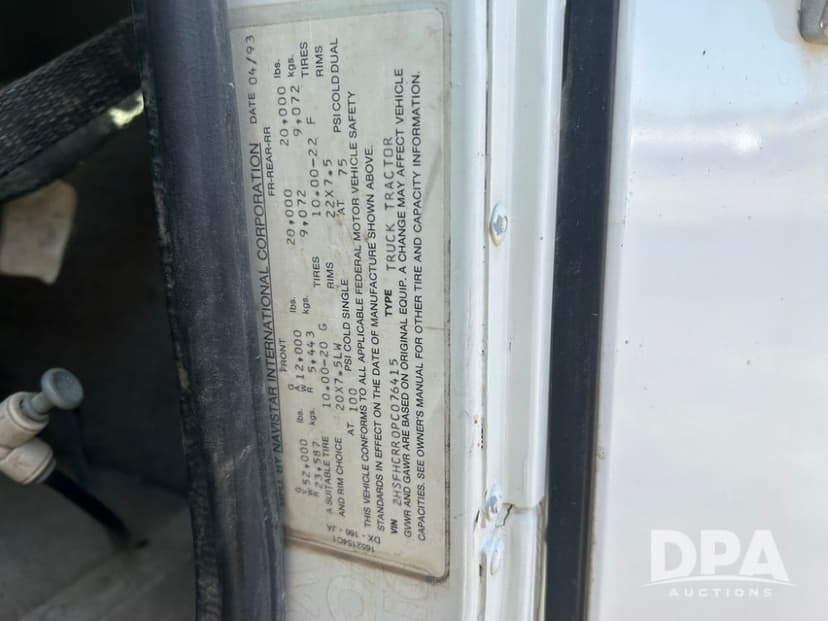 MFD BY NAVISTAR INTERNATIONAL CORPORATION DATE 04/93
FRONT FR-REAR-RR
G V W R 52,000 lbs. G A W R 12,000 lbs. 20,000 20,000 lbs.
23,587 kgs. 5,443 kgs. 9,072 9,072 kgs.
A SUITABLE TIRE 10.00-20 G TIRES 10.00-22 F TIRES
AND RIM CHOICE 20X7.5LW RIMS 22X7.5 RIMS
AT 100 PSI COLD SINGLE AT 75 PSI COLD DUAL
THIS VEHICLE CONFORMS TO ALL APPLICABLE FEDERAL MOTOR VEHICLE SAFETY
STANDARDS IN EFFECT ON THE DATE OF MANUFACTURE SHOWN ABOVE.
VIN 2HSFHCRR0PC076415 TYPE TRUCK TRACTOR
GVWR AND GAWR ARE BASED ON ORIGINAL EQUIP. A CHANGE MAY AFFECT VEHICLE
CAPACITIES. SEE OWNER'S MANUAL FOR OTHER TIRE AND CAPACITY INFORMATION.
1652154C1
DX - 166 - JA
DPA
AUCTIONS